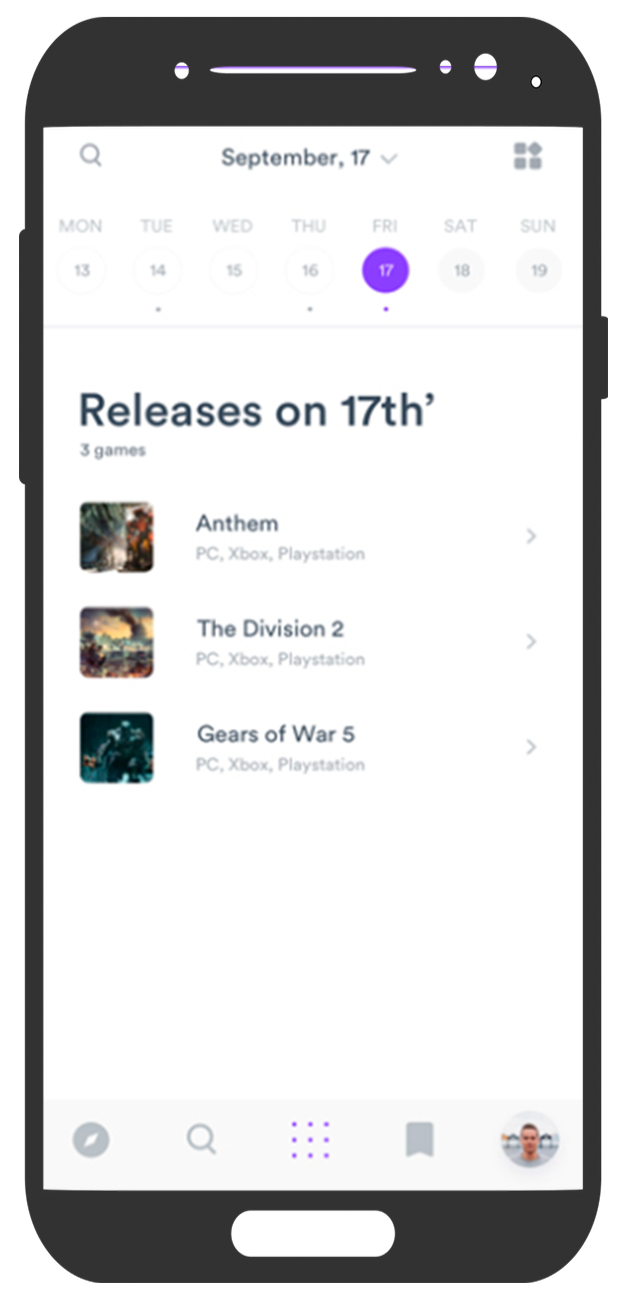 September, 17
MON TUE WED THU FRI SAT SUN
13 14 15 16 17 18 19
Releases on 17th’
3 games
Anthem
PC, Xbox, Playstation
The Division 2
PC, Xbox, Playstation
Gears of War 5
PC, Xbox, Playstation